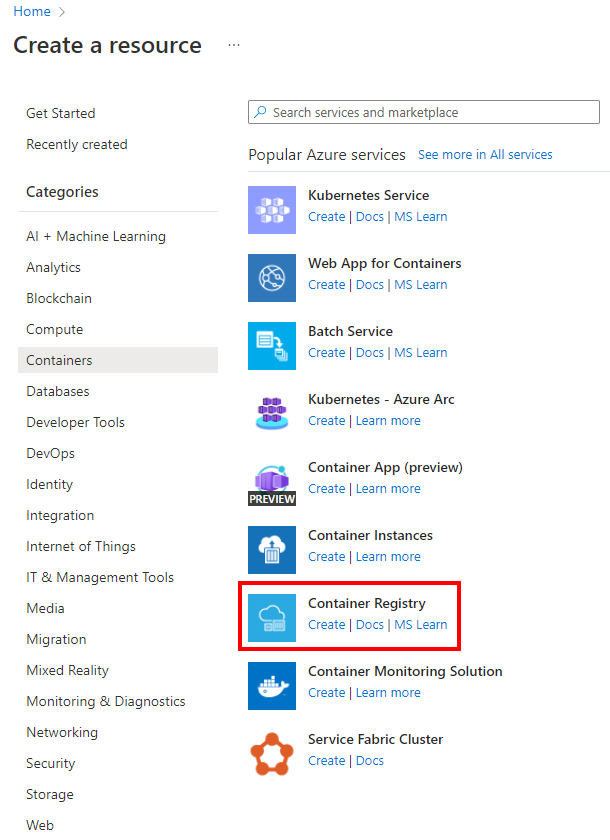 Home
Create a resource
...
Get Started
Recently created
Categories
AI + Machine Learning
Analytics
Blockchain
Compute
Containers
Databases
Developer Tools
DevOps
Identity
Integration
Internet of Things
IT & Management Tools
Media
Migration
Mixed Reality
Monitoring & Diagnostics
Networking
Security
Storage
Web
Search services and marketplace
Popular Azure services See more in All services
Kubernetes Service
Create | Docs | MS Learn
Web App for Containers
Create | Docs | MS Learn
Batch Service
Create | Docs | MS Learn
Kubernetes - Azure Arc
Create | Learn more
Container App (preview)
Create | Learn more
PREVIEW
Container Instances
Create | Learn more
Container Registry
Create | Docs | MS Learn
Container Monitoring Solution
Create | Learn more
Service Fabric Cluster
Create | Docs